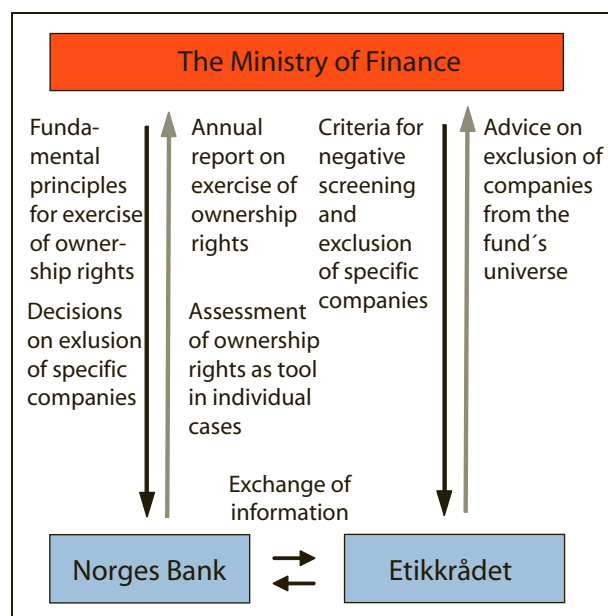 The Ministry of Finance
Funda-
mental
principles
for exercise
of owner-
ship rights
Decisions
on exlusion
of specific
companies
Annual
report on
exercise of
ownership
rights
Assessment
of ownership
rights as tool
in individual
cases
Criteria for
negative
screening
and
exclusion
of specific
companies
Advice on
exclusion of
companies
from the
fund´s
universe
Exchange of
information
Norges Bank
Etikkrådet